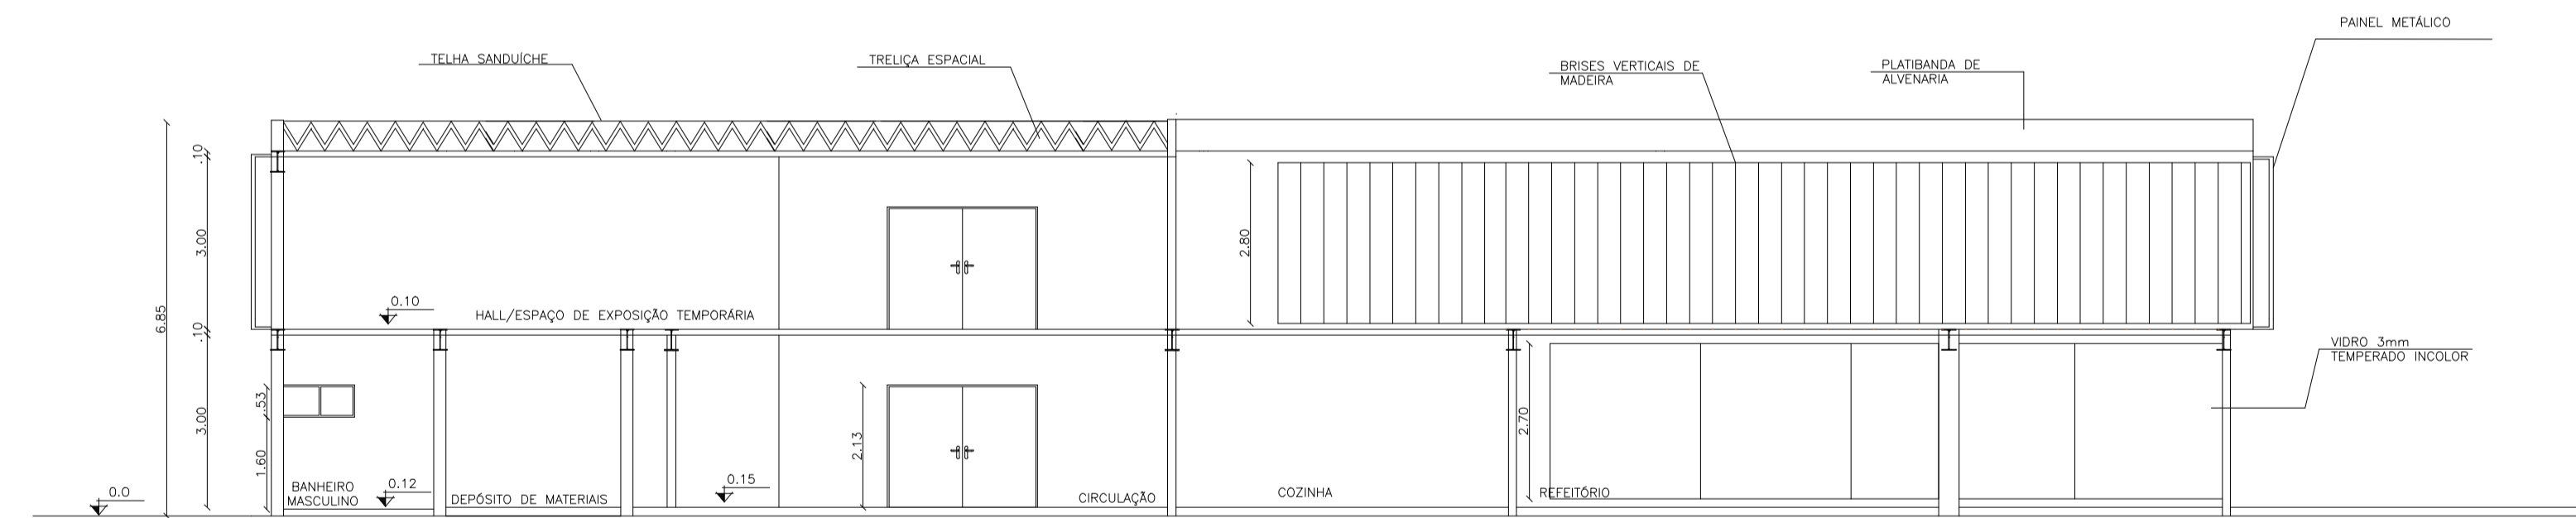 PAINEL METÁLICO
TELHA SANDUÍCHE
TRELIÇA ESPACIAL
BRISES VERTICAIS DE
MADEIRA
PLATIBANDA DE
ALVENARIA
.10
3.00
2.80
6.85
0.10
HALL/ESPAÇO DE EXPOSIÇÃO TEMPORÁRIA
.10
VIDRO 3mm
TEMPERADO INCOLOR
.53
3.00
2.70
2.13
1.60
0.0
BANHEIRO
MASCULINO
0.12
DEPÓSITO DE MATERIAIS
0.15
CIRCULAÇÃO
COZINHA
REFEITÓRIO